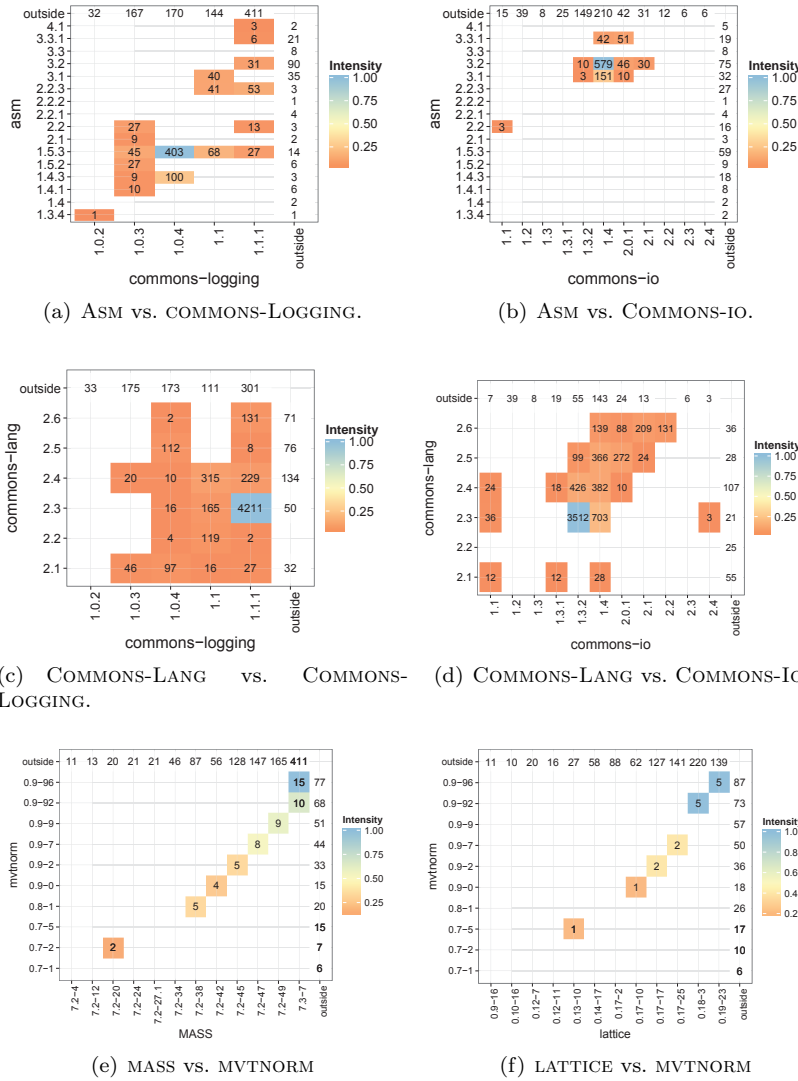 outside 32 167 170 144 411
4.1 3 2
3.3.1 6 21
3.3 8
3.2 31 90
3.1 40 35
2.2.3 41 53 3
2.2.2 1
2.2.1 4
2.2 27 13 3
2.1 9 2
1.5.3 45 403 68 27 14
1.5.2 27 6
1.4.3 9 100 3
1.4.1 10 6
1.4 2
1.3.4 1 1
asm
1.0.2 1.0.3 1.0.4 1.1 1.1.1 outside
commons-logging
Intensity
1.00
0.75
0.50
0.25
(a) ASM vs. COMMONS-LOGGING.
outside 15 39 8 25 149 210 42 31 12 6 6
4.1 5
3.3.1 42 51 19
3.3 8
3.2 10 579 46 30 75
3.1 3 151 10 32
2.2.3 27
2.2.2 1
2.2.1 4
2.2 3 16
2.1 3
1.5.3 59
1.5.2 9
1.4.3 18
1.4.1 8
1.4 2
1.3.4 2
asm
1.1 1.2 1.3 1.3.1 1.3.2 1.4 2.0.1 2.1 2.2 2.3 2.4 outside
commons-io
Intensity
1.00
0.75
0.50
0.25
(b) ASM vs. COMMONS-IO.
outside 33 175 173 111 301
2.6 2 131 71
2.5 112 8 76
2.4 20 10 315 229 134
2.3 16 165 4211 50
2.2 4 119 2
2.1 46 97 16 27 32
commons-lang
1.0.2 1.0.3 1.0.4 1.1 1.1.1 outside
commons-logging
Intensity
1.00
0.75
0.50
0.25
(c) COMMONS-LANG vs. COMMONS-
LOGGING.
outside 7 39 8 19 55 143 24 13 6 3
2.6 139 88 209 131 36
2.5 99 366 272 24 28
2.4 24 18 426 382 10 107
2.3 36 3512 703 3 21
2.2 25
2.1 12 12 28 55
commons-lang
1.1 1.2 1.3 1.3.1 1.3.2 1.4 2.0.1 2.1 2.2 2.3 2.4 outside
commons-io
Intensity
1.00
0.75
0.50
0.25
(d) COMMONS-LANG vs. COMMONS-IO
outside 11 13 20 21 21 46 87 56 128 147 165 411
0.9-96 15 87
0.9-92 10 68
0.9-9 9 51
0.9-7 8 44
0.9-2 5 33
0.9-0 4 15
0.8-1 5 20
0.7-5 15
0.7-2 2 7
0.7-1 6
mvtnorm
7.2-4 7.2-12 7.2-20 7.2-24 7.2-27.1 7.2-34 7.2-38 7.2-42 7.2-45 7.2-47 7.2-49 7.3-7 outside
MASS
Intensity
1.00
0.75
0.50
0.25
(e) MASS vs. MVTNORM
outside 11 10 20 16 27 58 88 62 127 141 220 139
0.9-96 5 77
0.9-92 5 73
0.9-9 57
0.9-7 2 50
0.9-2 2 36
0.9-0 1 18
0.8-1 26
0.7-5 1 17
0.7-2 10
0.7-1 6
mvtnorm
0.9-16 0.10-16 0.12-7 0.12-11 0.13-10 0.14-17 0.17-2 0.17-10 0.17-17 0.17-25 0.18-3 0.19-23 outside
lattice
Intensity
1.0
0.8
0.6
0.4
0.2
(f) LATTICE vs. MVTNORM